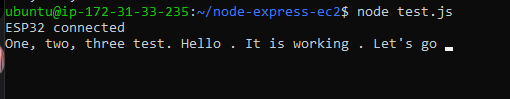 ubuntu@ip-172-31-33-235:~/node-express-ec2$ node test.js
ESP32 connected
One, two, three test. Hello . It is working . Let's go